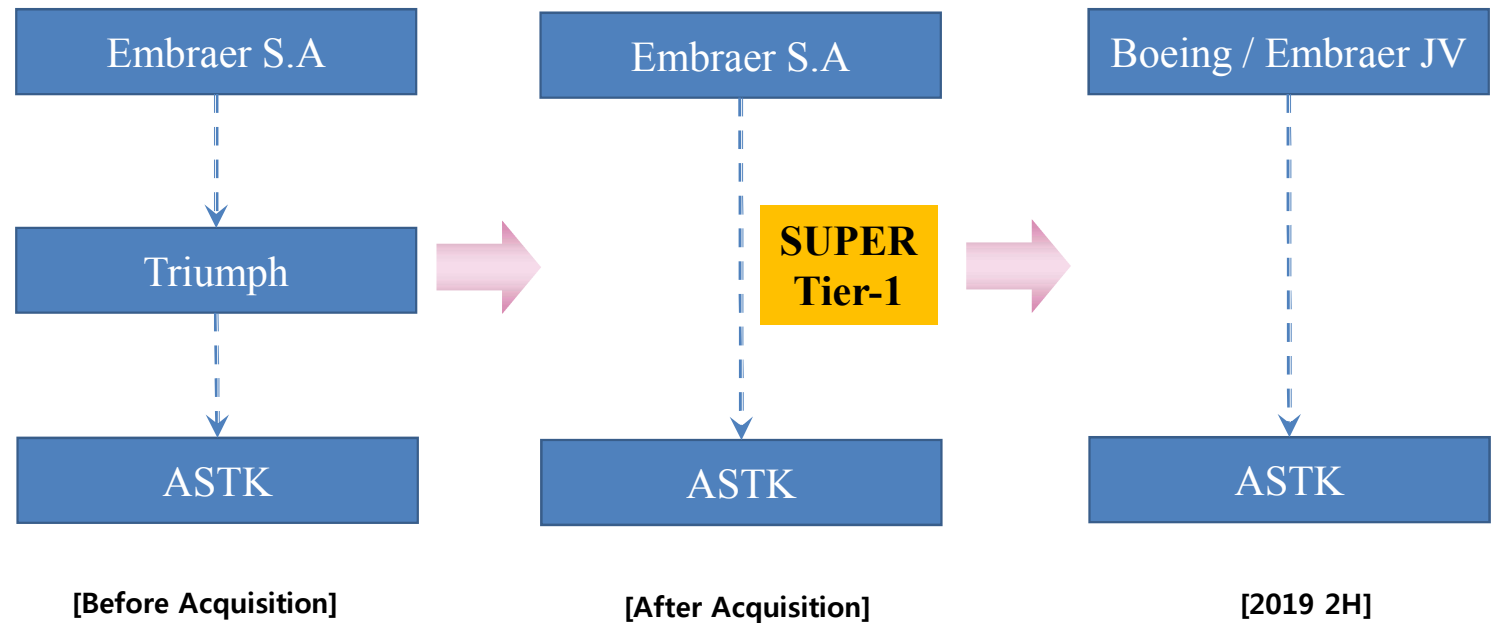 Embraer S.A
Triumph
ASTK
[Before Acquisition]
Embraer S.A
SUPER
Tier-1
ASTK
[After Acquisition]
Boeing / Embraer JV
ASTK
[2019 2H]